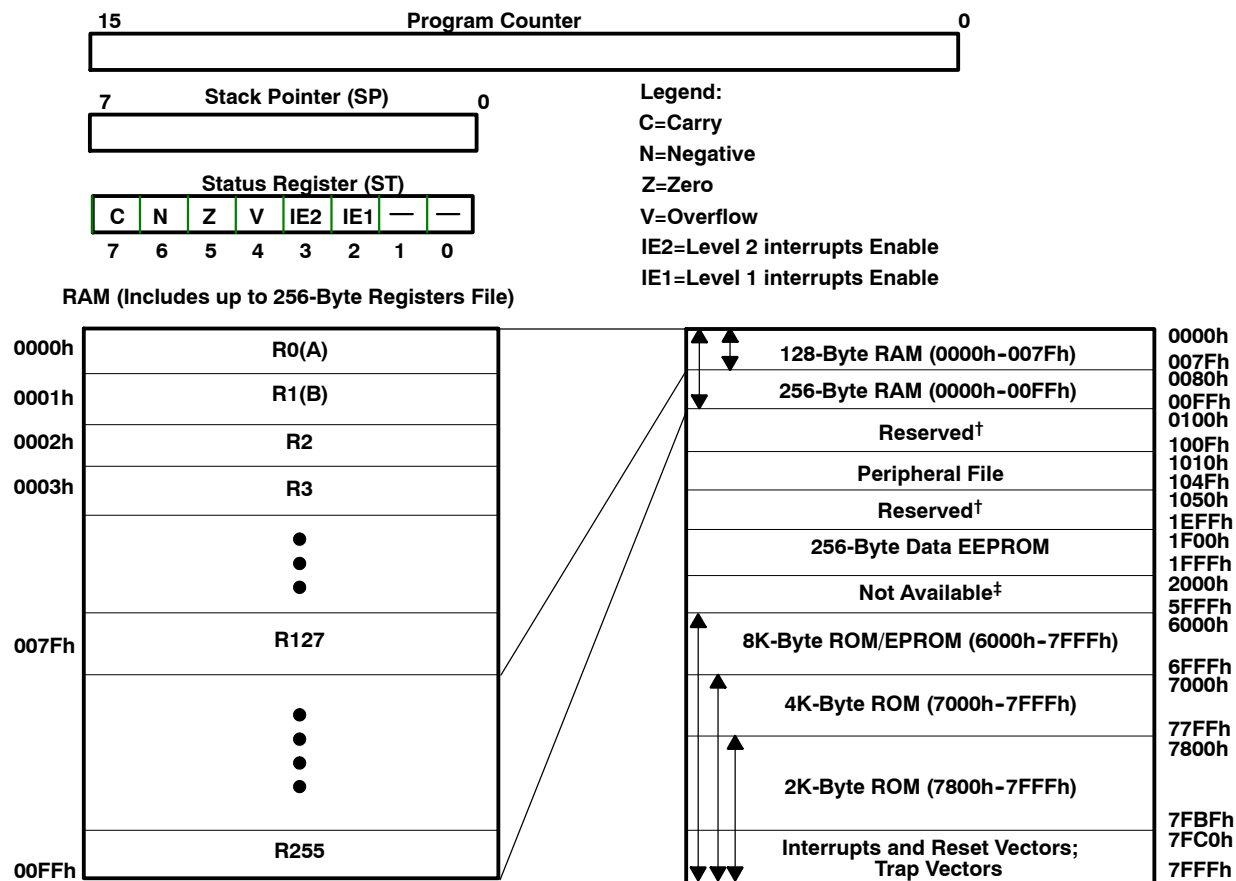 15 Program Counter 0
7 Stack Pointer (SP) 0
Status Register (ST)
C N Z V IE2 IE1 — —
7 6 5 4 3 2 1 0
Legend:
C=Carry
N=Negative
Z=Zero
V=Overflow
IE2=Level 2 interrupts Enable
IE1=Level 1 interrupts Enable
RAM (Includes up to 256-Byte Registers File)
0000h R0(A)
0001h R1(B)
0002h R2
0003h R3
007Fh R127
R255
00FFh
128-Byte RAM (0000h-007Fh)
256-Byte RAM (0000h-00FFh)
Reserved†
Peripheral File
Reserved†
256-Byte Data EEPROM
Not Available‡
8K-Byte ROM/EPROM (6000h-7FFFh)
4K-Byte ROM (7000h-7FFFh)
2K-Byte ROM (7800h-7FFFh)
Interrupts and Reset Vectors;
Trap Vectors
0000h
007Fh
0080h
00FFh
0100h
100Fh
1010h
104Fh
1050h
1EFFh
1F00h
1FFFh
2000h
5FFFh
6000h
6FFFh
7000h
77FFh
7800h
7FBFh
7FC0h
7FFFh